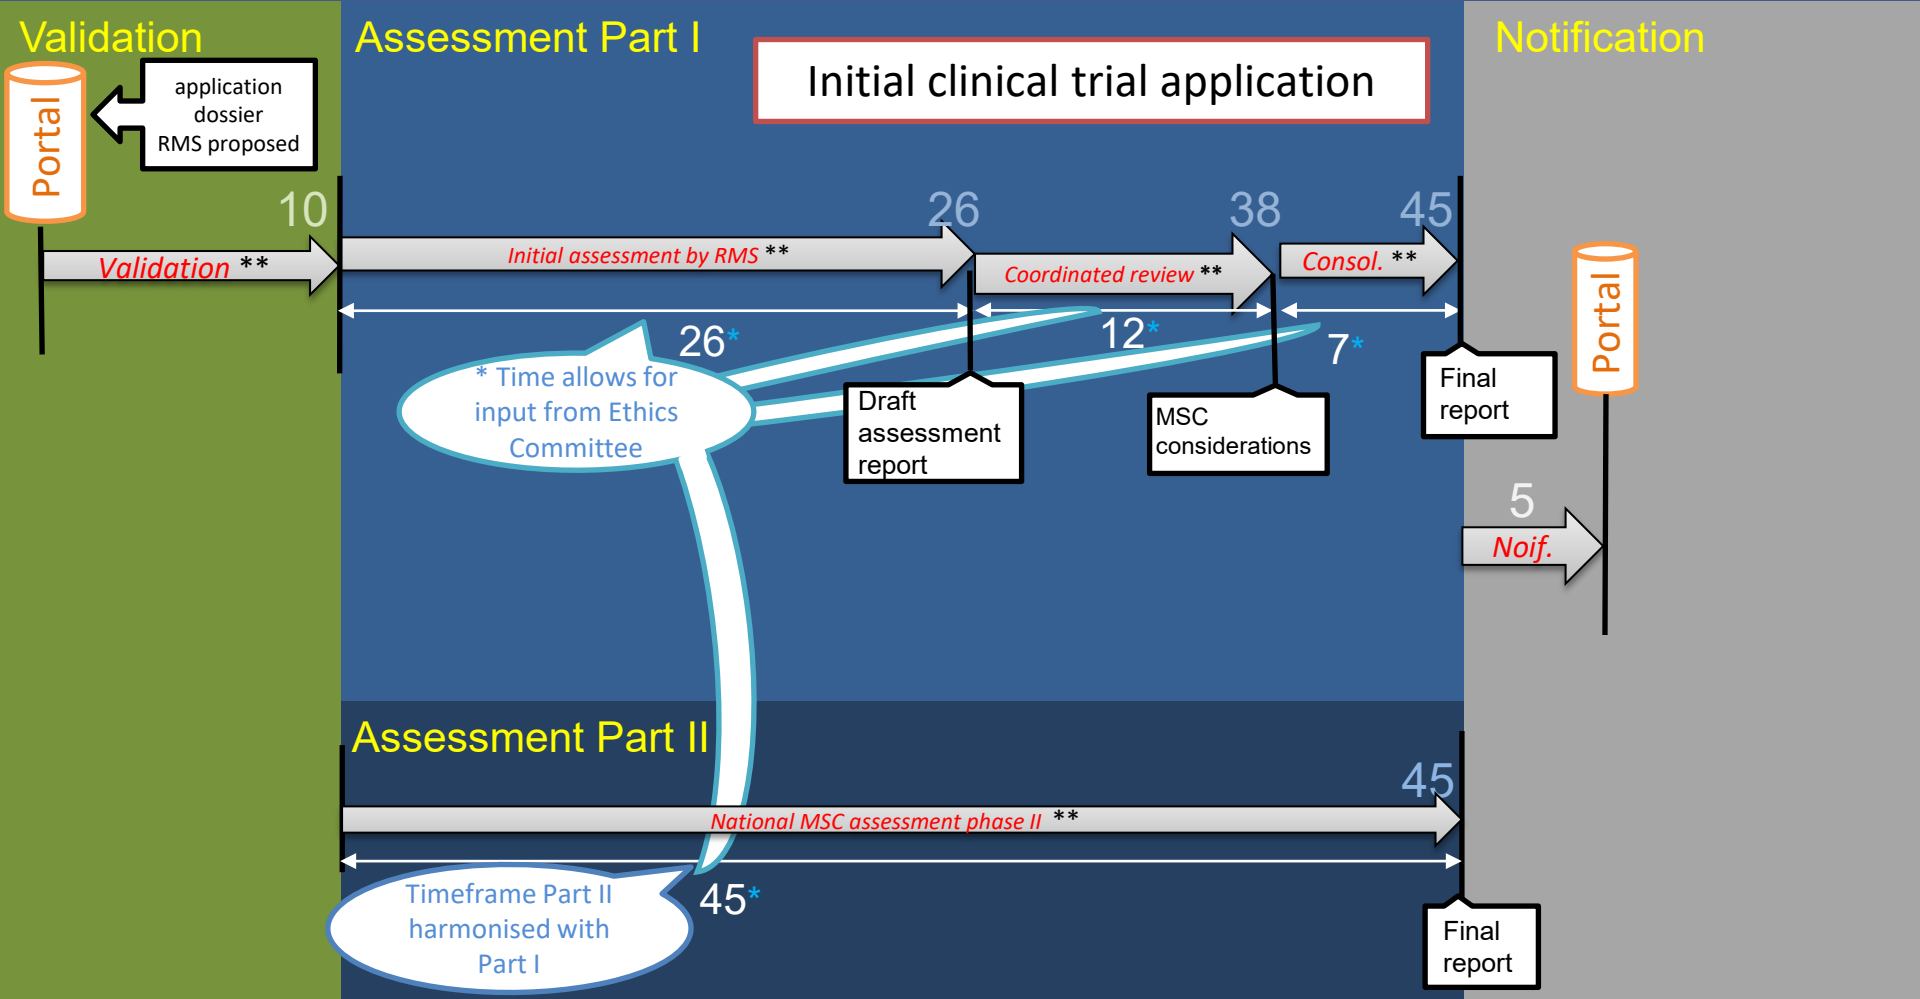 Validation
Assessment Part I
Notification
Initial clinical trial application
Portal
application
dossier
RMS proposed
10
26
38
45
Validation **
Initial assessment by RMS **
Coordinated review **
Consol. **
26*
12*
7*
* Time allows for
input from Ethics
Committee
Draft
assessment
report
MSC
considerations
Final
report
Portal
5
Noif.
Assessment Part II
45
National MSC assessment phase II **
45*
Timeframe Part II
harmonised with
Part I
Final
report